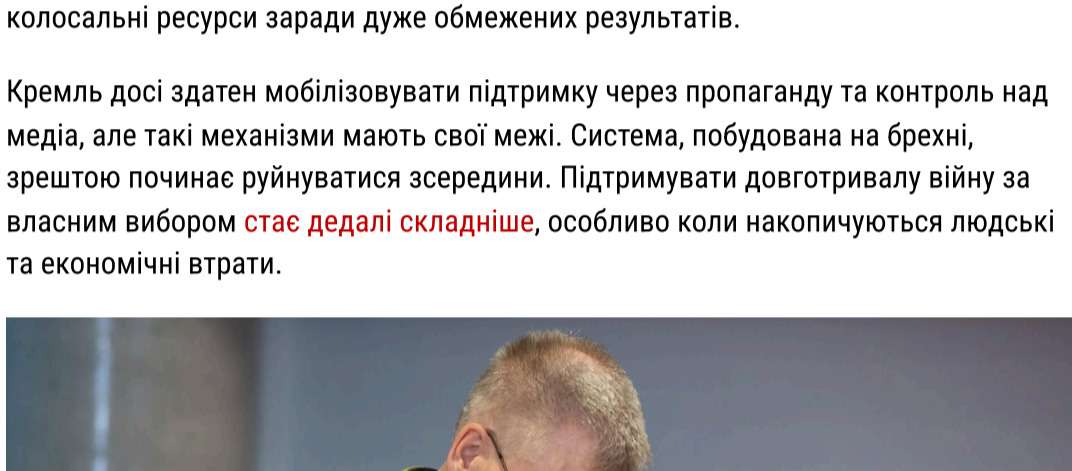 колосальні ресурси заради дуже обмежених результатів.
Кремль досі здатен мобілізовувати підтримку через пропаганду та контроль над
медіа, але такі механізми мають свої межі. Система, побудована на брехні,
зрештою починає руйнуватися зсередини. Підтримувати довготривалу війну за
власним вибором стає дедалі складніше, особливо коли накопичуються людські
та економічні втрати.